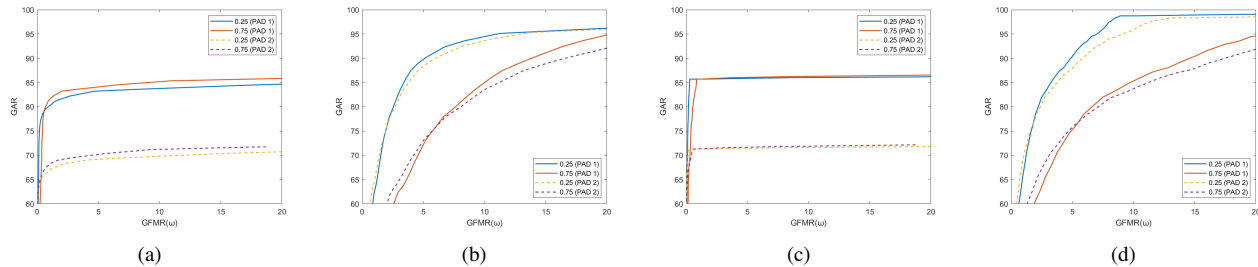 100
95
90
85
80
75
70
65
60
GAR
0
5
10
15
20
GFMR(ω)
0.25 (PAD 1)
0.75 (PAD 1)
0.25 (PAD 2)
0.75 (PAD 2)
(a)
100
95
90
85
80
75
70
65
60
GAR
0
5
10
15
20
GFMR(ω)
0.25 (PAD 1)
0.75 (PAD 1)
0.25 (PAD 2)
0.75 (PAD 2)
(b)
100
95
90
85
80
75
70
65
60
GAR
0
5
10
15
20
GFMR(ω)
0.25 (PAD 1)
0.75 (PAD 1)
0.25 (PAD 2)
0.75 (PAD 2)
(c)
100
95
90
85
80
75
70
65
60
GAR
0
5
10
15
20
GFMR(ω)
0.25 (PAD 1)
0.75 (PAD 1)
0.25 (PAD 2)
0.75 (PAD 2)
(d)